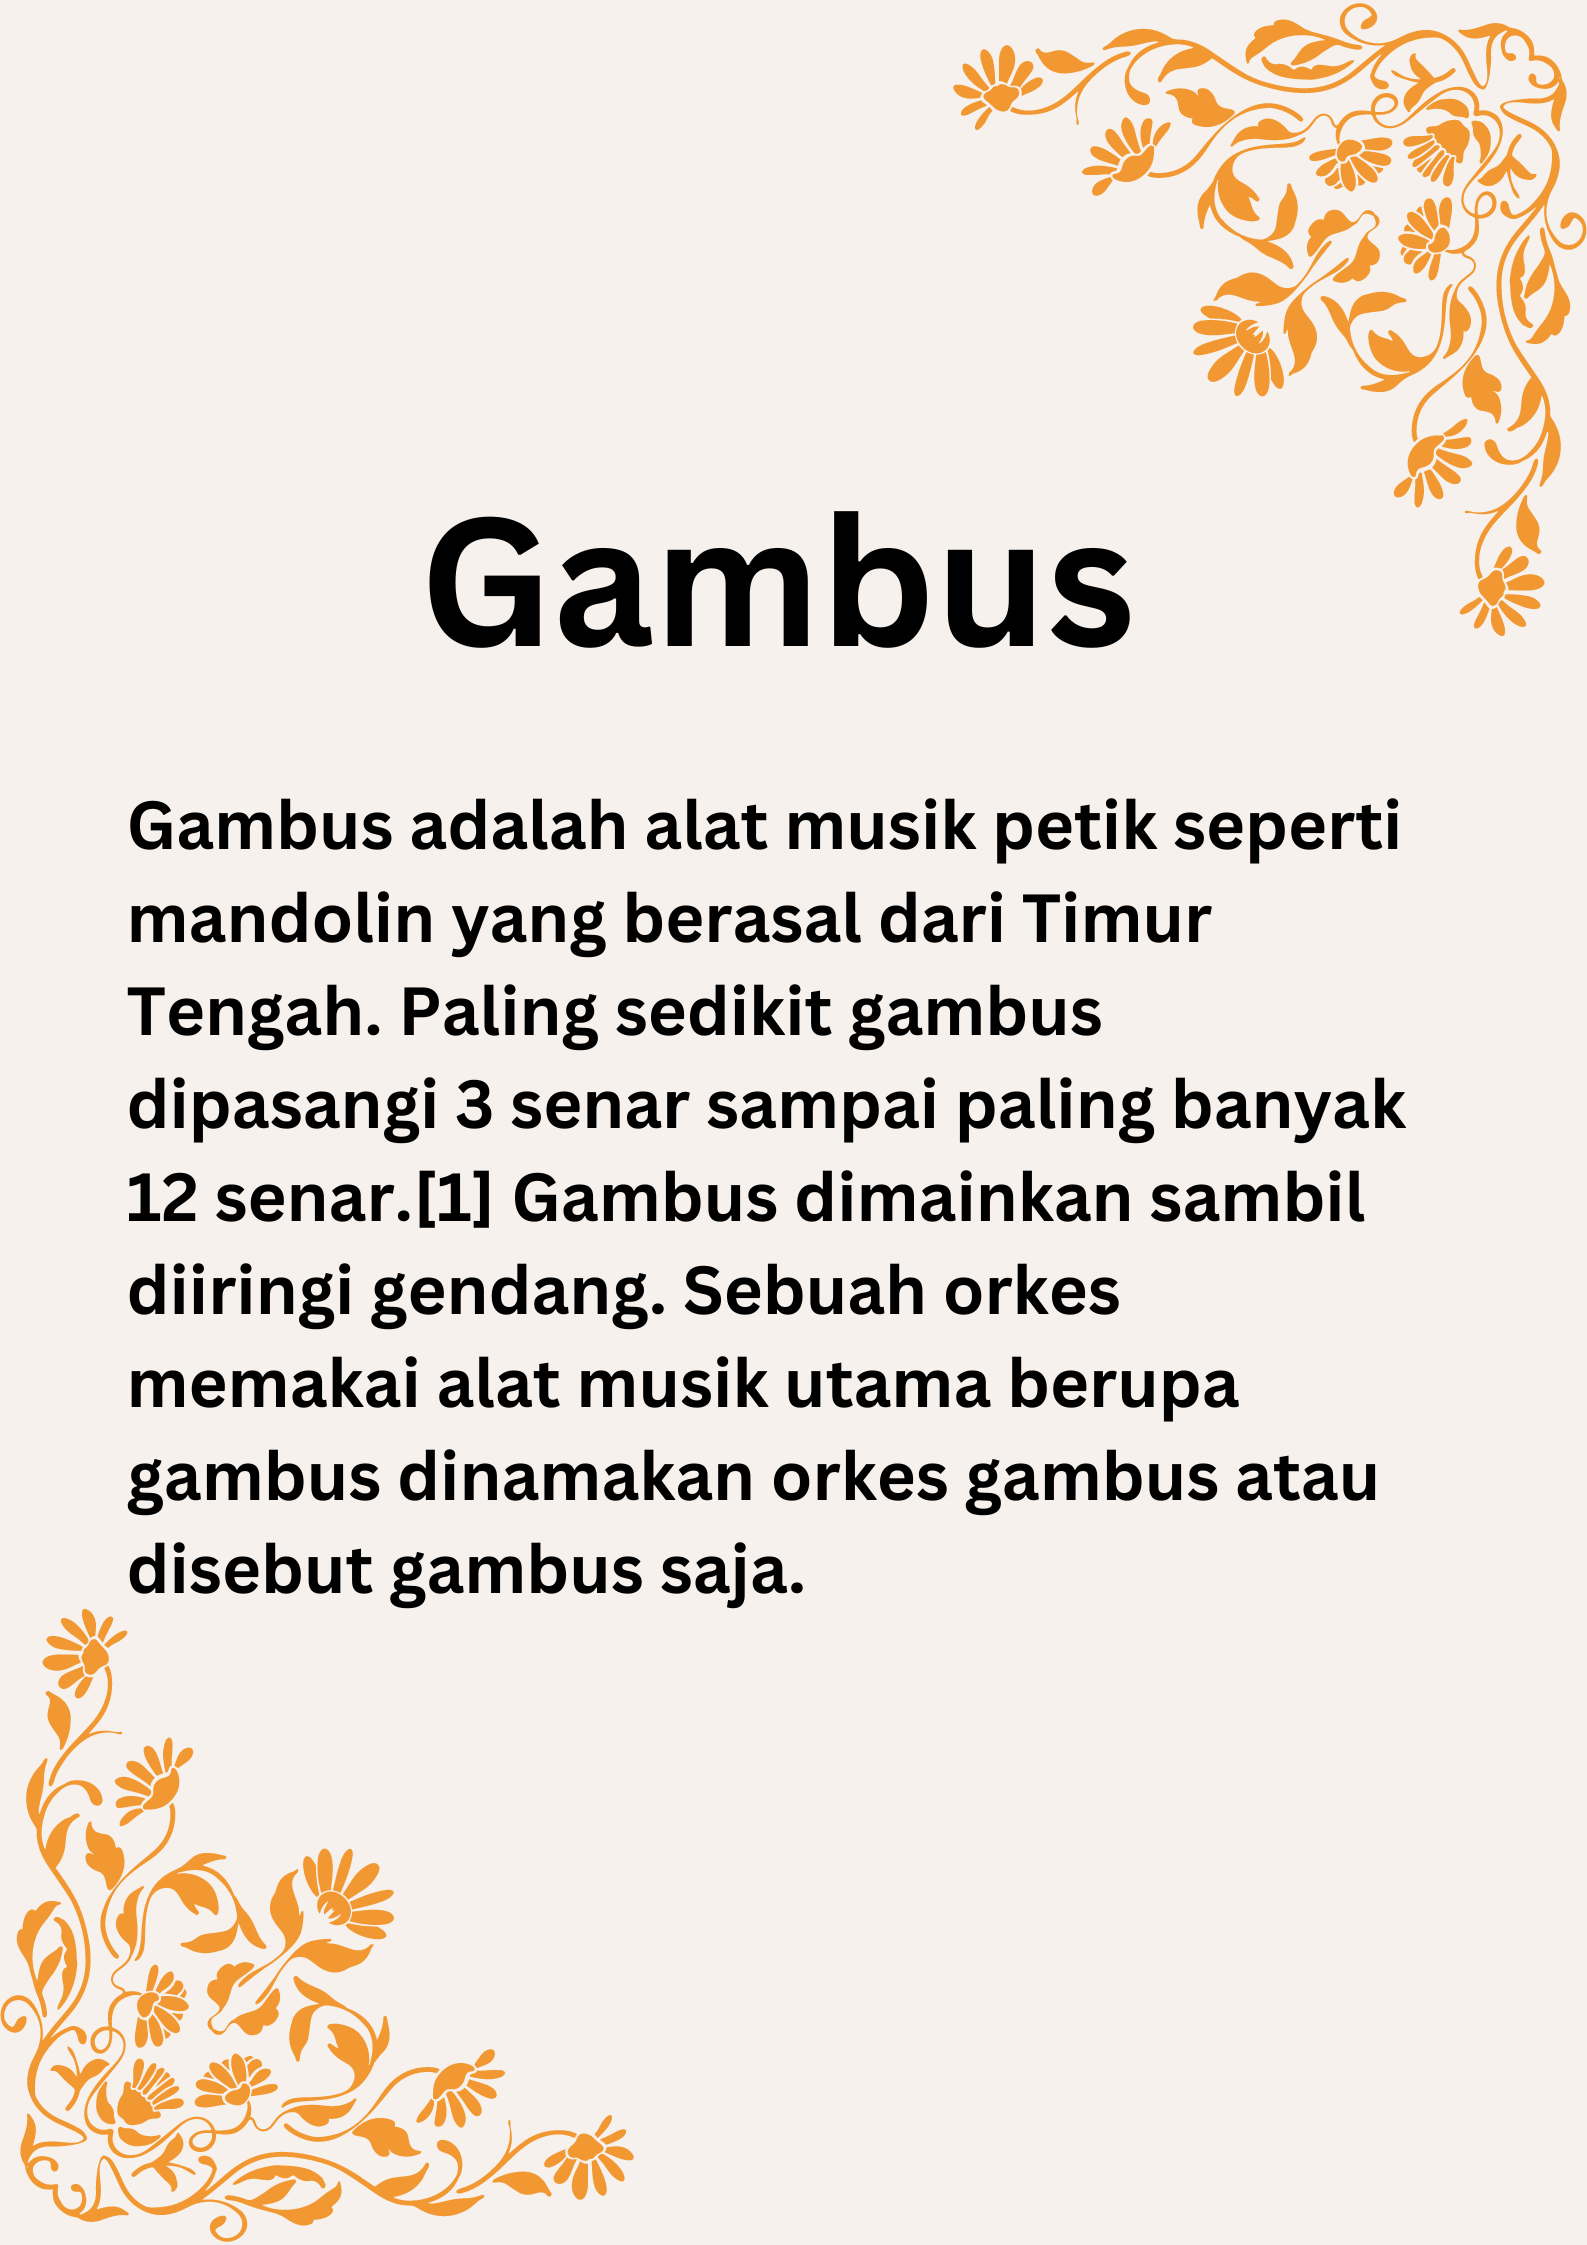 Gambus
Gambus adalah alat musik petik seperti
mandolin yang berasal dari Timur
Tengah. Paling sedikit gambus
dipasangi 3 senar sampai paling banyak
12 senar.[1] Gambus dimainkan sambil
diiringi gendang. Sebuah orkes
memakai alat musik utama berupa
gambus dinamakan orkes gambus atau
disebut gambus saja.